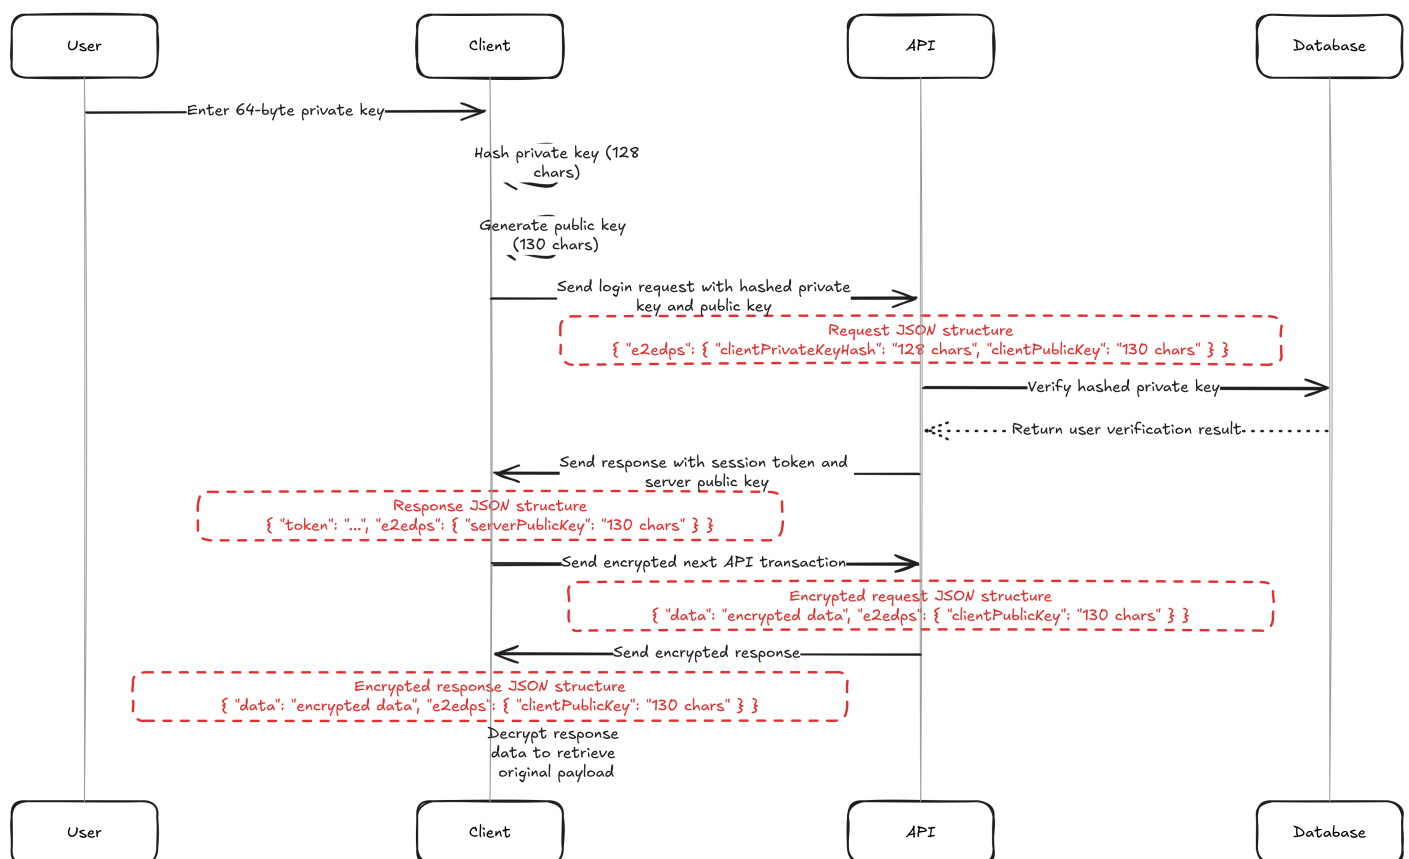 User
Client
API
Database
Enter 64-byte private key
Hash private key (128
chars)
Generate public key
(130 chars)
Send login request with hashed private
key and public key
Request JSON structure
{ "e2edps": { "clientPrivateKeyHash": "128 chars", "clientPublicKey": "130 chars" } }
Verify hashed private key
Return user verification result
Send response with session token and
server public key
Response JSON structure
{ "token": "...", "e2edps": { "serverPublicKey": "130 chars" } }
Send encrypted next API transaction
Encrypted request JSON structure
{ "data": "encrypted data", "e2edps": { "clientPublicKey": "130 chars" } }
Send encrypted response
Encrypted response JSON structure
{ "data": "encrypted data", "e2edps": { "clientPublicKey": "130 chars" } }
Decrypt response
data to retrieve
original payload
User
Client
API
Database